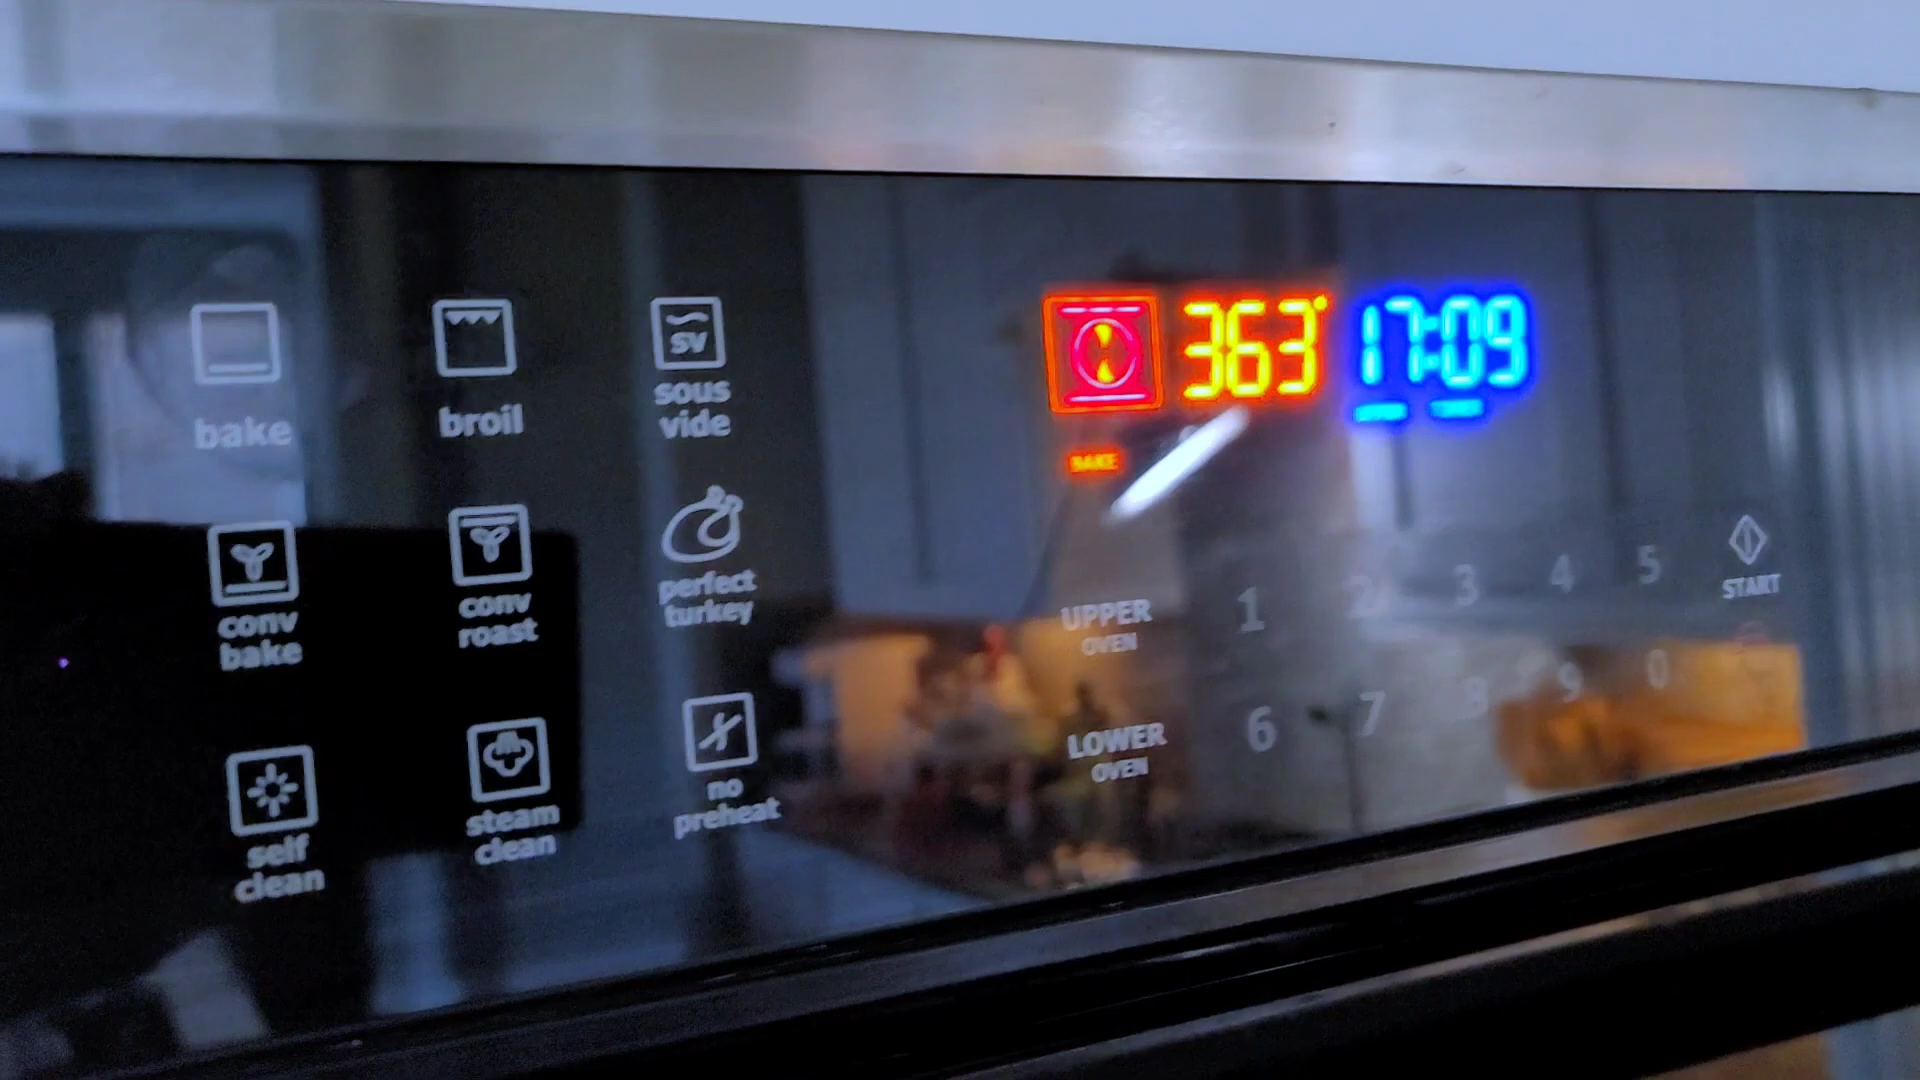 363°
17:09
BAKE
bake
broil
sv
sous
vide
conv
bake
conv
roast
perfect
turkey
self
clean
steam
clean
no
preheat
UPPER
OVEN
1 2 3 4 5
START
LOWER
OVEN
6 7 8 9 0